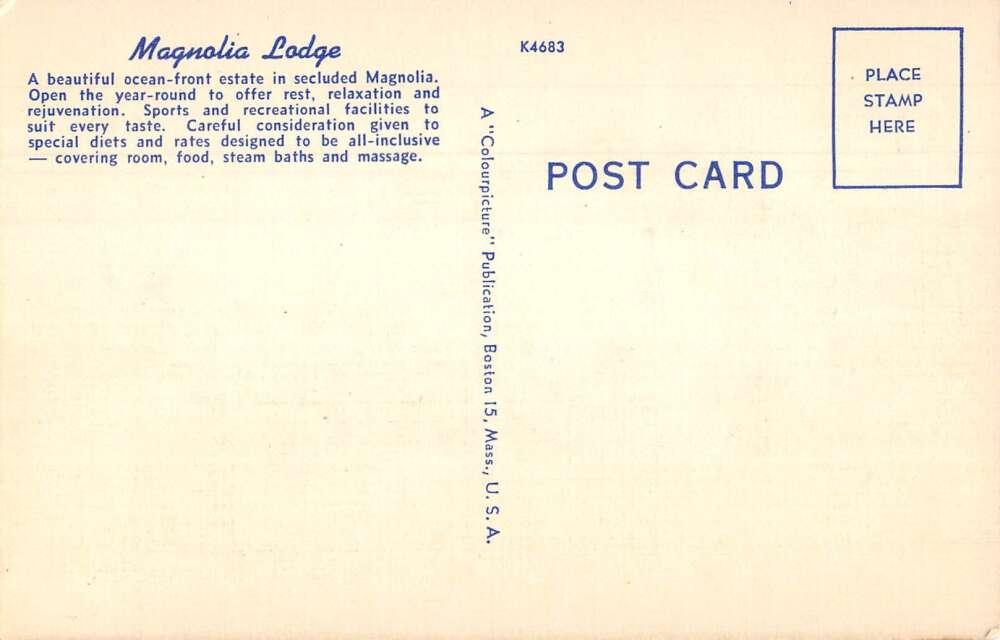 Magnolia Lodge
A beautiful ocean-front estate in secluded Magnolia.
Open the year-round to offer rest, relaxation and
rejuvenation. Sports and recreational facilities to
suit every taste. Careful consideration given to
special diets and rates designed to be all-inclusive
— covering room, food, steam baths and massage.
A "Colourpicture" Publication, Boston 15, Mass., U. S. A.
K4683
POST CARD
PLACE
STAMP
HERE